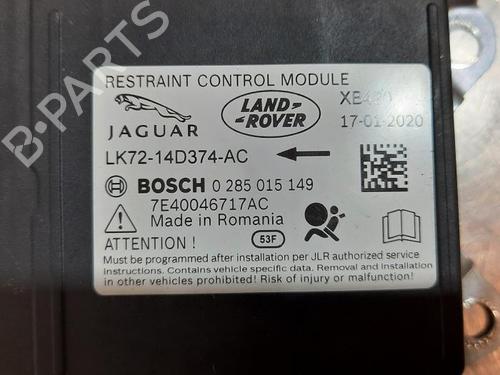 RESTRAINT CONTROL MODULE
JAGUAR
LAND-
ROVER
17-01-2020
LK72-14D374-AC
BOSCH 0 285 015 149
7E40046717AC
Made in Romania
ATTENTION !
53F
Must be programmed after installation per JLR authorized service
instructions. Contains vehicle specific data. Removal and installation
in other vehicles prohibited! Risk of injury or malfunction!
B-PARTS